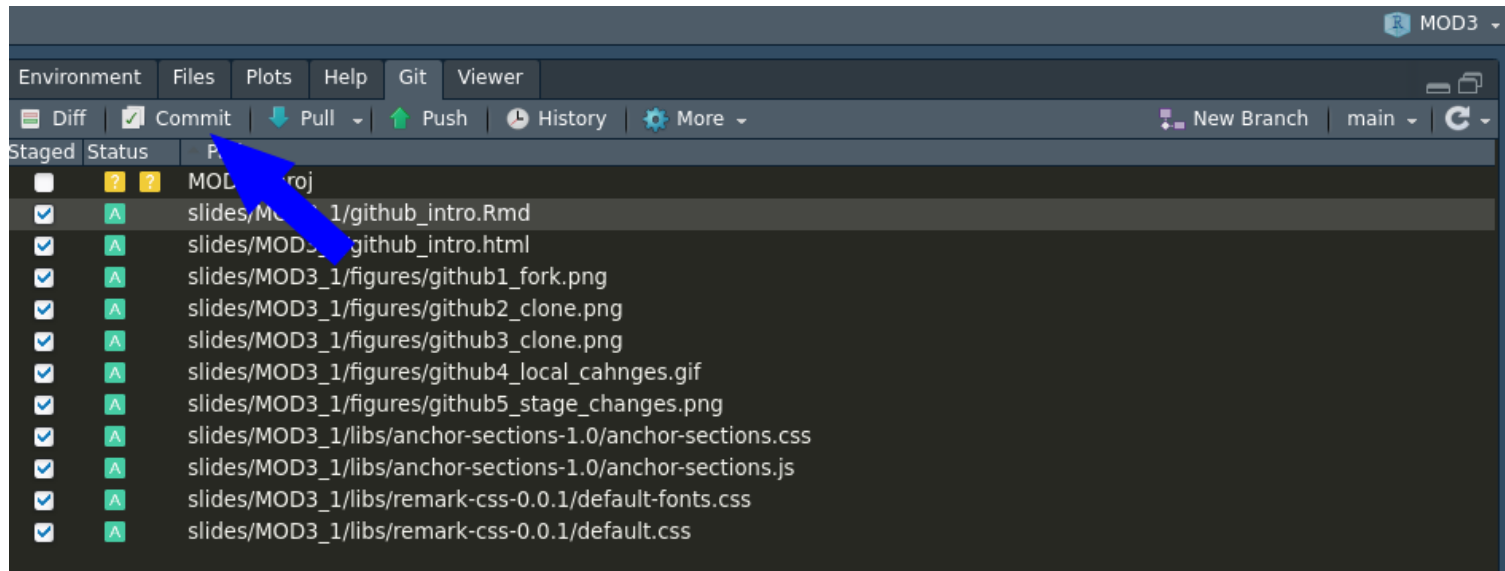 MOD3
Environment Files Plots Help Git Viewer
Diff Commit Pull Push History More New Branch main
Staged Status
slides/MOD3_1/github_intro.Rmd
slides/MOD3_1/github_intro.html
slides/MOD3_1/figures/github1_fork.png
slides/MOD3_1/figures/github2_clone.png
slides/MOD3_1/figures/github3_clone.png
slides/MOD3_1/figures/github4_local_cahnges.gif
slides/MOD3_1/figures/github5_stage_changes.png
slides/MOD3_1/libs/anchor-sections-1.0/anchor-sections.css
slides/MOD3_1/libs/anchor-sections-1.0/anchor-sections.js
slides/MOD3_1/libs/remark-css-0.0.1/default-fonts.css
slides/MOD3_1/libs/remark-css-0.0.1/default.css